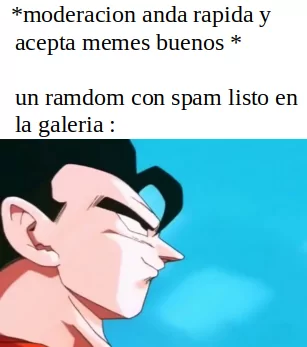 *moderacion anda rapida y
acepta memes buenos *
un ramdom con spam listo en
la galeria :